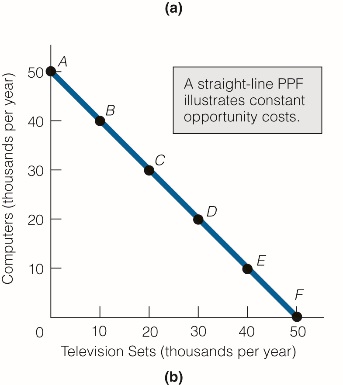 (a)
A
50
A straight-line PPF
illustrates constant
opportunity costs.
B
40
C
30
D
20
E
10
F
0
10
20
30
40
50
Computers (thousands per year)
Television Sets (thousands per year)
(b)